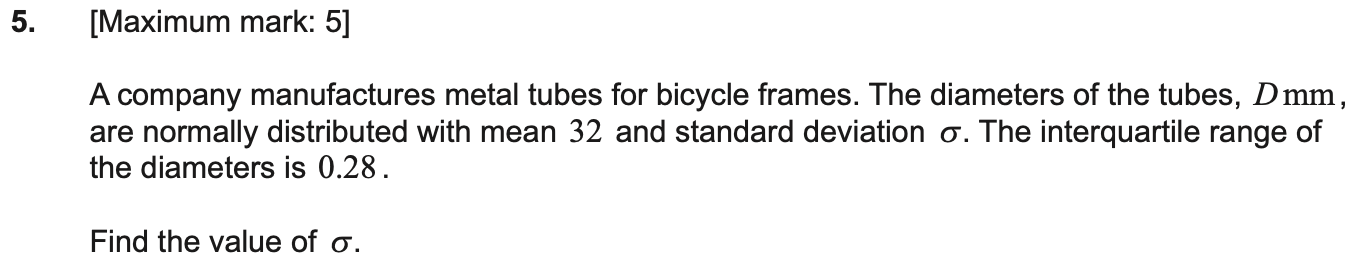 5. [Maximum mark: 5]
A company manufactures metal tubes for bicycle frames. The diameters of the tubes, D mm,
are normally distributed with mean 32 and standard deviation σ. The interquartile range of
the diameters is 0.28.
Find the value of σ.